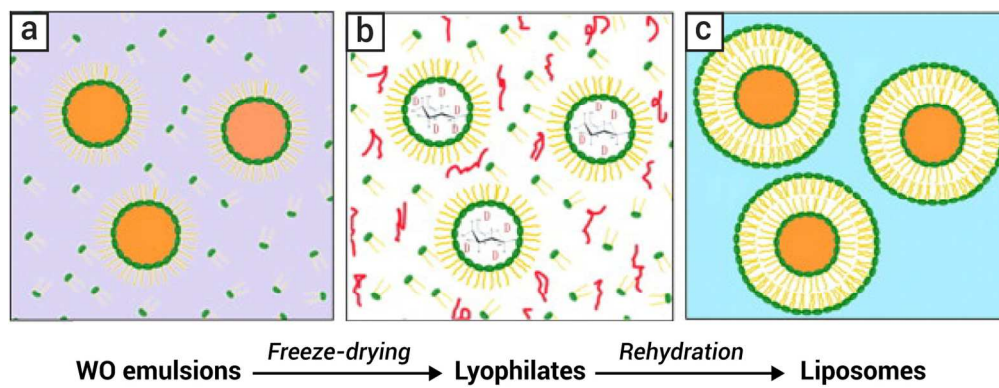 a
b
c
D D
D
D D
D D
D
D D
D D
D
D D
Freeze-drying
Rehydration
WO emulsions
Lyophilates
Liposomes